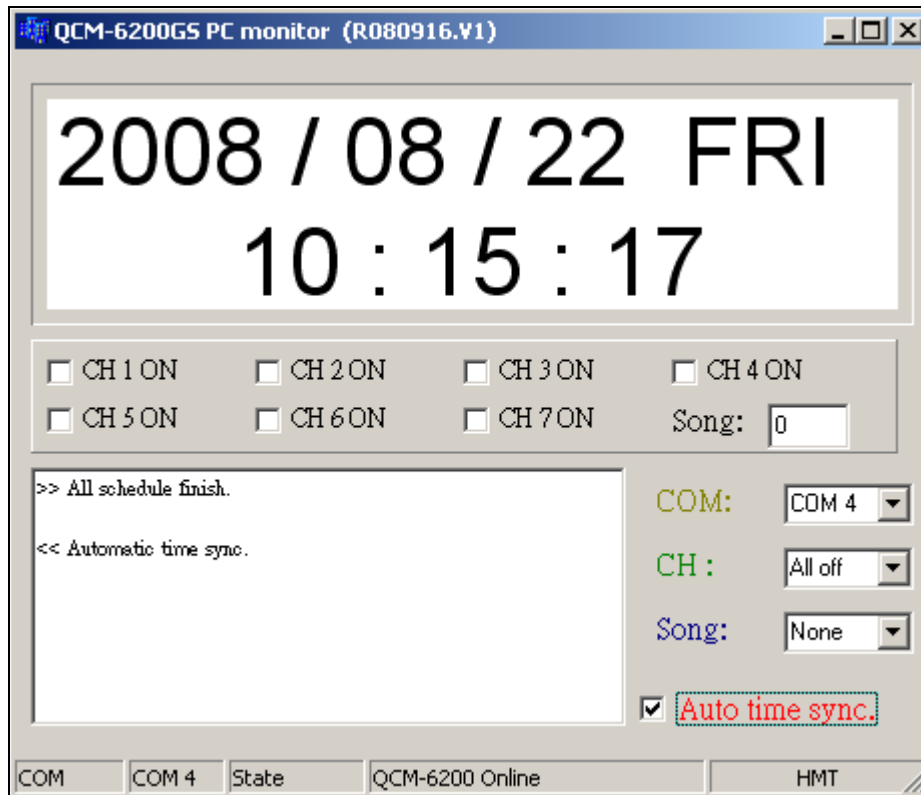 QCM-6200GS PC monitor (R080916.V1)
2008 / 08 / 22 FRI
10 : 15 : 17
CH 1 ON CH 2 ON CH 3 ON CH 4 ON
CH 5 ON CH 6 ON CH 7 ON Song: 0
>> All schedule finish.
<< Automatic time sync.
COM: COM 4
CH : All off
Song: None
Auto time sync.
COM COM 4 State QCM-6200 Online HMT